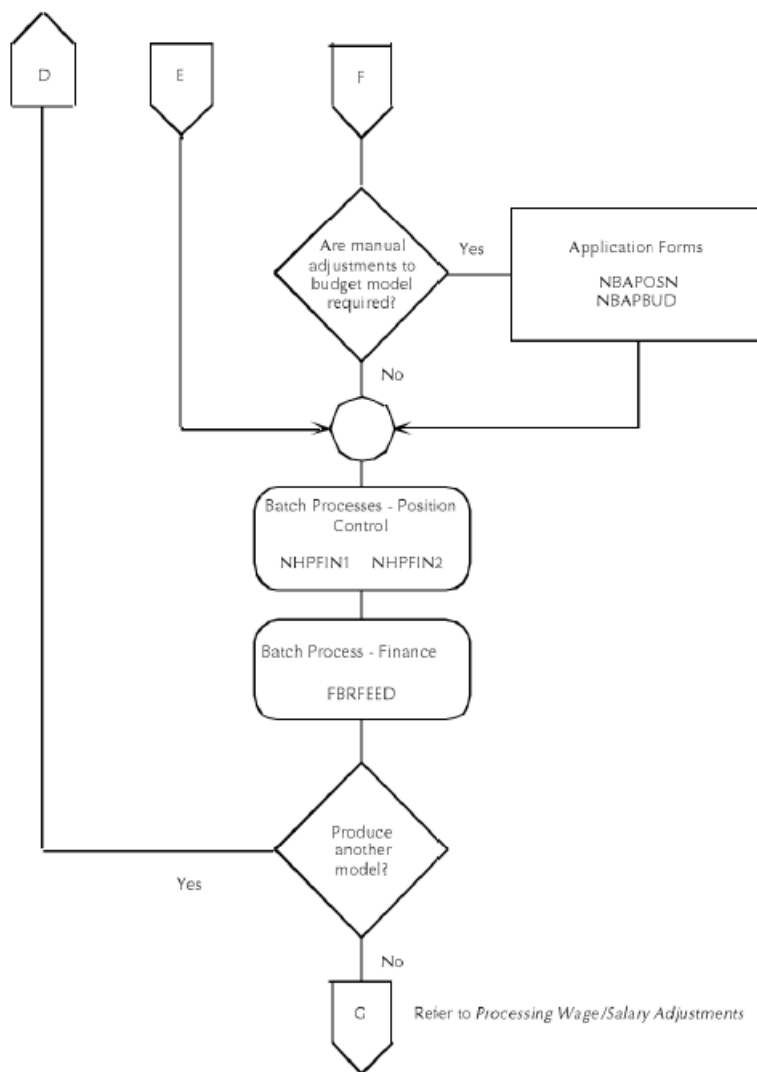 D
E
F
Are manual
adjustments to
budget model
required?
Yes
Application Forms
NBAPOSN
NBAPBUD
No
Batch Processes - Position
Control
NHPFIN1 NHPFIN2
Batch Process - Finance
FBRFEED
Produce
another
model?
Yes
No
G
Refer to Processing Wage/Salary Adjustments